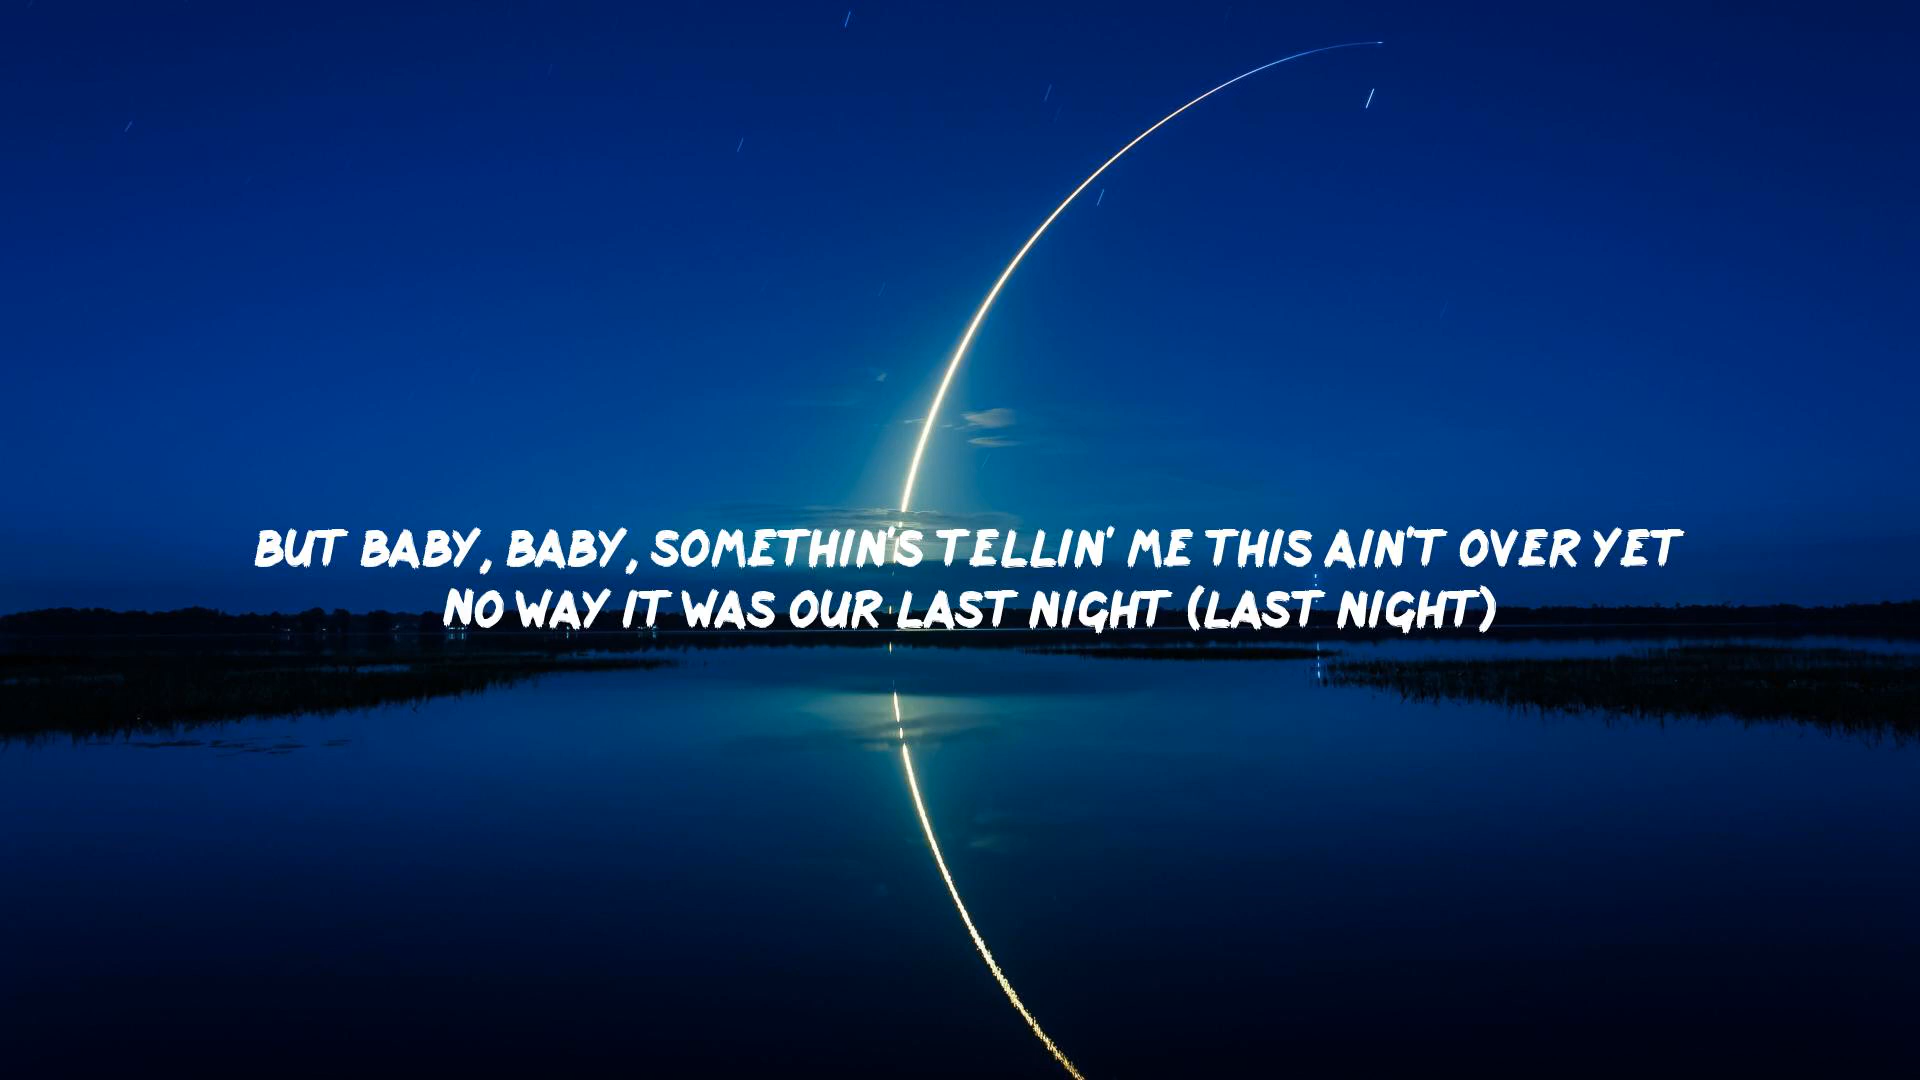 BUT BABY, BABY, SOMETHIN'S TELLIN' ME THIS AIN'T OVER YET
NO WAY IT WAS OUR LAST NIGHT (LAST NIGHT)